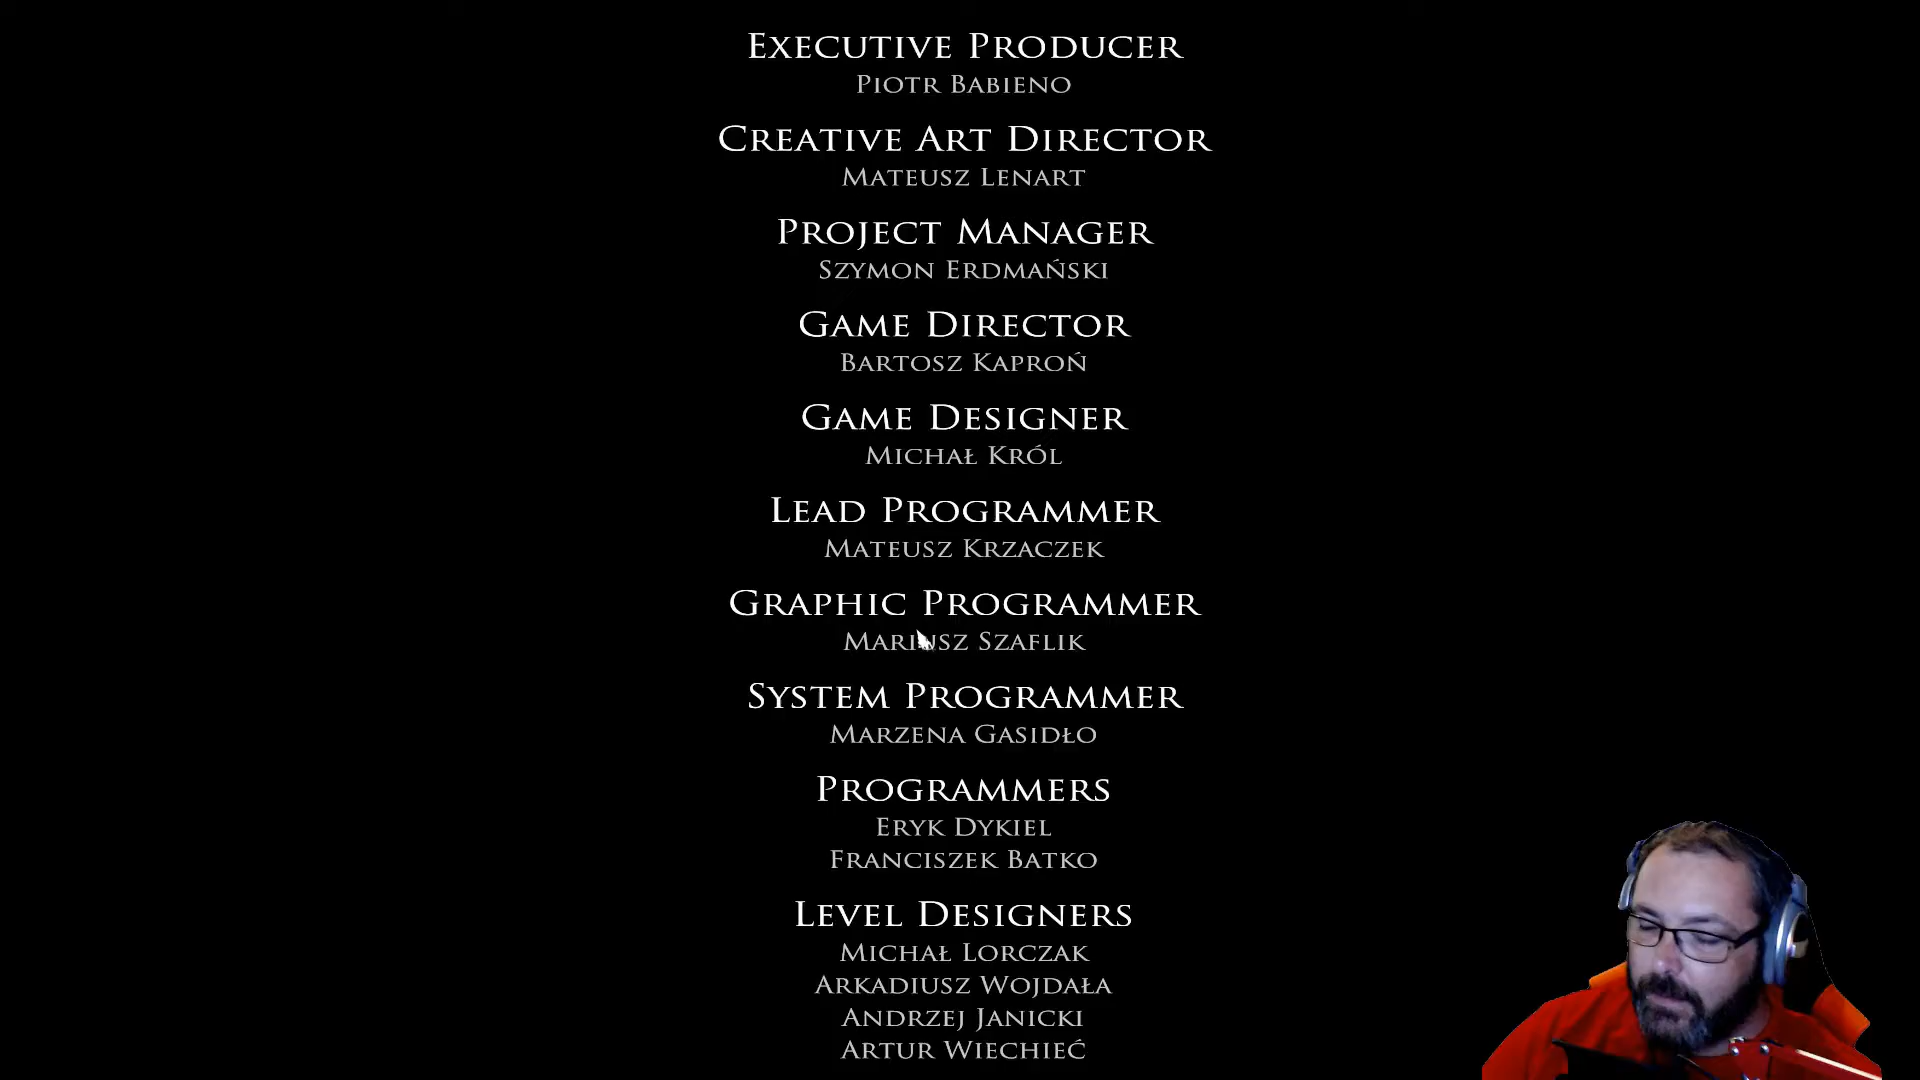 Executive Producer
Piotr Babieno
Creative Art Director
Mateusz Lenart
Project Manager
Szymon Erdmański
Game Director
Bartosz Kaproń
Game Designer
Michał Król
Lead Programmer
Mateusz Krzaczek
Graphic Programmer
Mariusz Szaflik
System Programmer
Marzena Gasidło
Programmers
Eryk Dykiel
Franciszek Batko
Level Designers
Michał Lorczak
Arkadiusz Wojdała
Andrzej Janicki
Artur Wiechieć